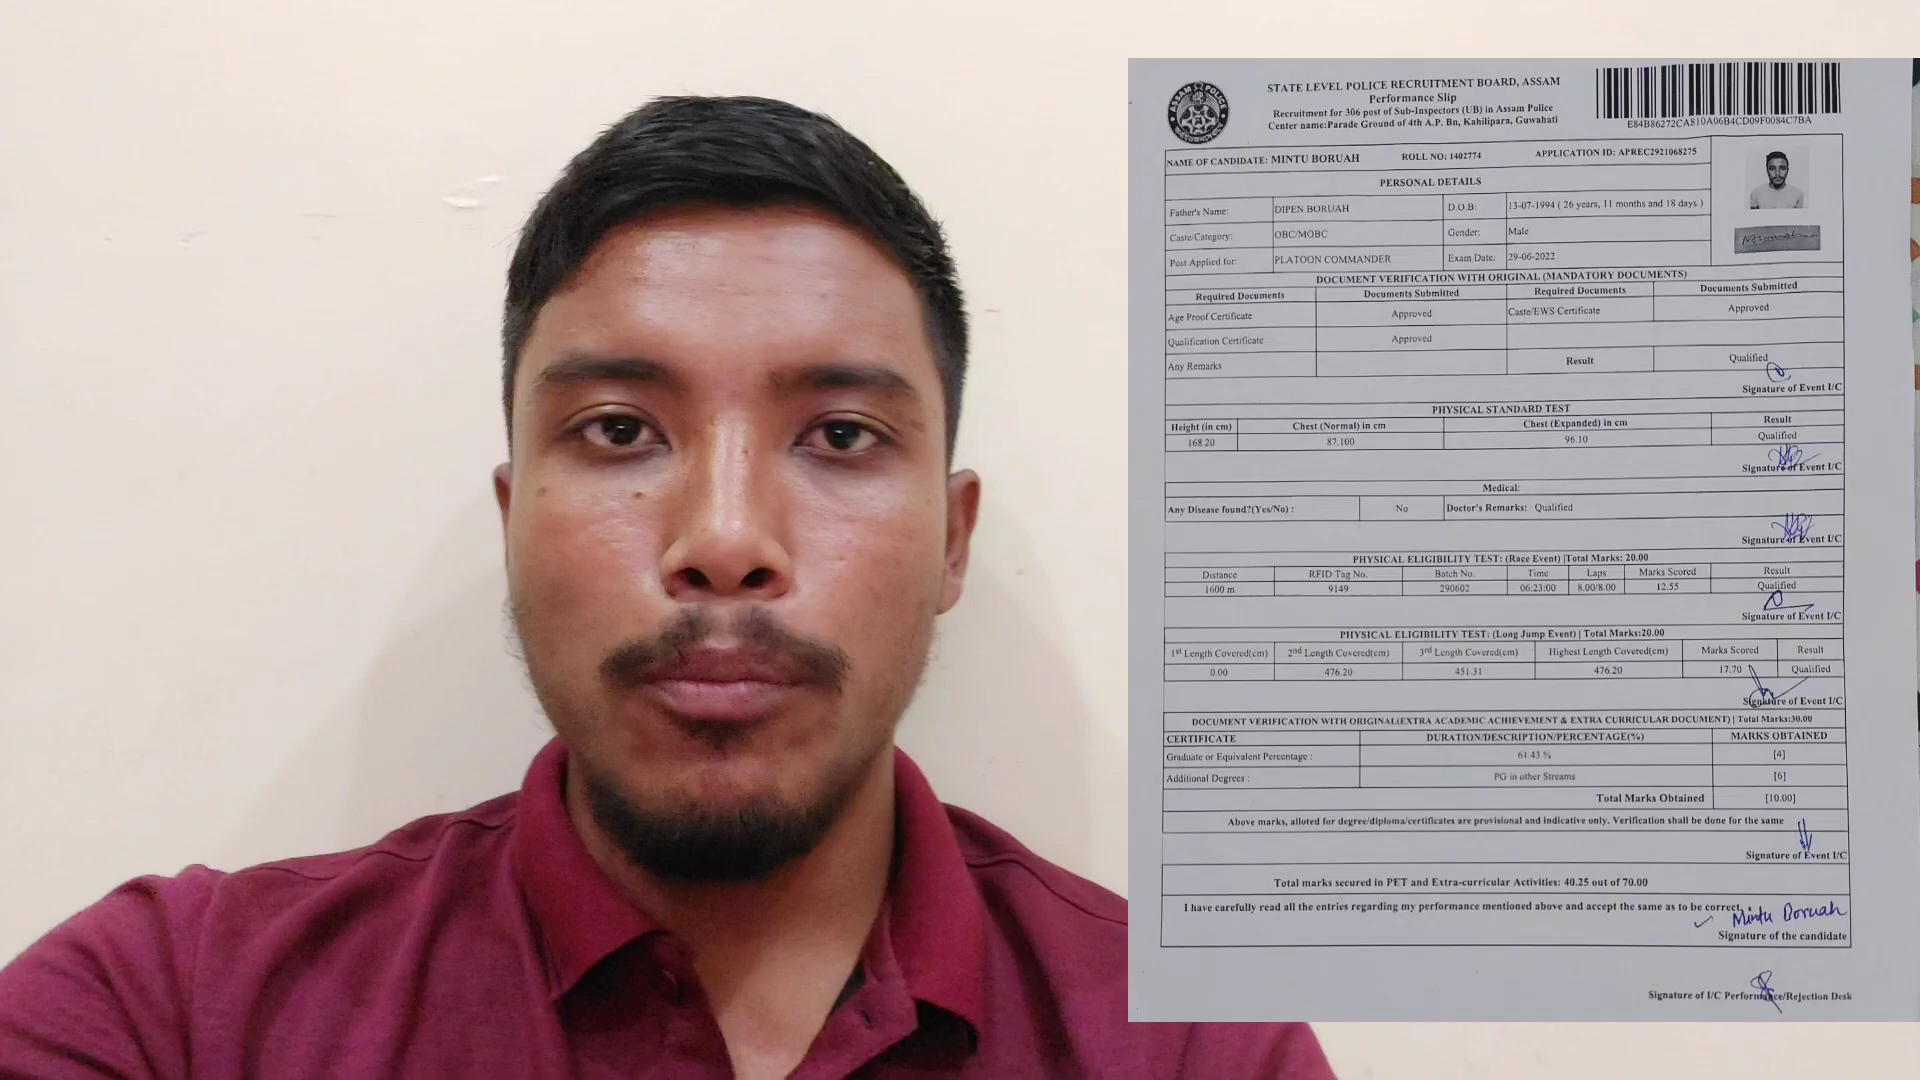 STATE LEVEL POLICE RECRUITMENT BOARD, ASSAM
Performance Slip
Recruitment for 306 post of Sub-Inspectors (UB) in Assam Police
Center name:Parade Ground of 4th A.P. Bn, Kahilipara, Guwahati
E84B86272CA810A06B4CD09F0084C7BA
ASSAM POLICE
NAME OF CANDIDATE: MINTU BORUAH ROLL NO: 1402774 APPLICATION ID: APREC2921068275
PERSONAL DETAILS
Father's Name: DIPEN BORUAH D.O.B: 13-07-1994 ( 26 years, 11 months and 18 days )
Caste/Category: OBC/MOBC Gender: Male
Post Applied for: PLATOON COMMANDER Exam Date: 29-06-2022
DOCUMENT VERIFICATION WITH ORIGINAL (MANDATORY DOCUMENTS)
Required Documents Documents Submitted Required Documents Documents Submitted
Age Proof Certificate Approved Caste/EWS Certificate Approved
Qualification Certificate Approved
Any Remarks Result Qualified
Signature of Event I/C
PHYSICAL STANDARD TEST
Height (in cm) Chest (Normal) in cm Chest (Expanded) in cm Result
168.20 87.100 96.10 Qualified
Signature of Event I/C
Medical:
Any Disease found?(Yes/No) : No Doctor's Remarks: Qualified
Signature of Event I/C
PHYSICAL ELIGIBILITY TEST: (Race Event) |Total Marks: 20.00
Distance RFID Tag No. Batch No. Time Laps Marks Scored Result
1600 m 9149 290602 06:23:00 8.00/8.00 12.55 Qualified
Signature of Event I/C
PHYSICAL ELIGIBILITY TEST: (Long Jump Event) | Total Marks:20.00
1st Length Covered(cm) 2nd Length Covered(cm) 3rd Length Covered(cm) Highest Length Covered(cm) Marks Scored Result
0.00 476.20 451.31 476.20 17.70 Qualified
Signature of Event I/C
DOCUMENT VERIFICATION WITH ORIGINAL(EXTRA ACADEMIC ACHIEVEMENT & EXTRA CURRICULAR DOCUMENT) | Total Marks:30.00
CERTIFICATE DURATION/DESCRIPTION/PERCENTAGE(%) MARKS OBTAINED
Graduate or Equivalent Percentage : 61.43 % [4]
Additional Degrees : PG in other Streams [6]
Total Marks Obtained [10.00]
Above marks, alloted for degree/diploma/certificates are provisional and indicative only. Verification shall be done for the same
Signature of Event I/C
Total marks secured in PET and Extra-curricular Activities: 40.25 out of 70.00
I have carefully read all the entries regarding my performance mentioned above and accept the same as to be correct.
Mintu Boruah
Signature of the candidate
Signature of I/C Performance/Rejection Desk